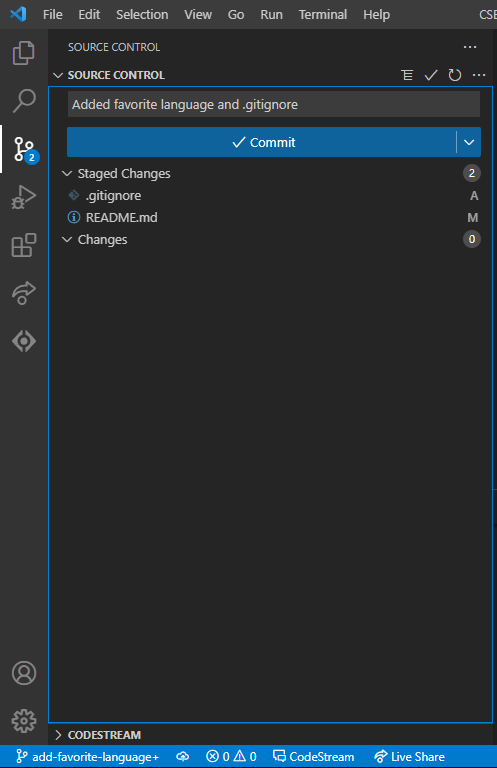 File Edit Selection View Go Run Terminal Help CSE
SOURCE CONTROL
SOURCE CONTROL
Added favorite language and .gitignore
Commit
Staged Changes 2
.gitignore A
README.md M
2
Changes 0
CODESTREAM
add-favorite-language+ 0 0 CodeStream Live Share